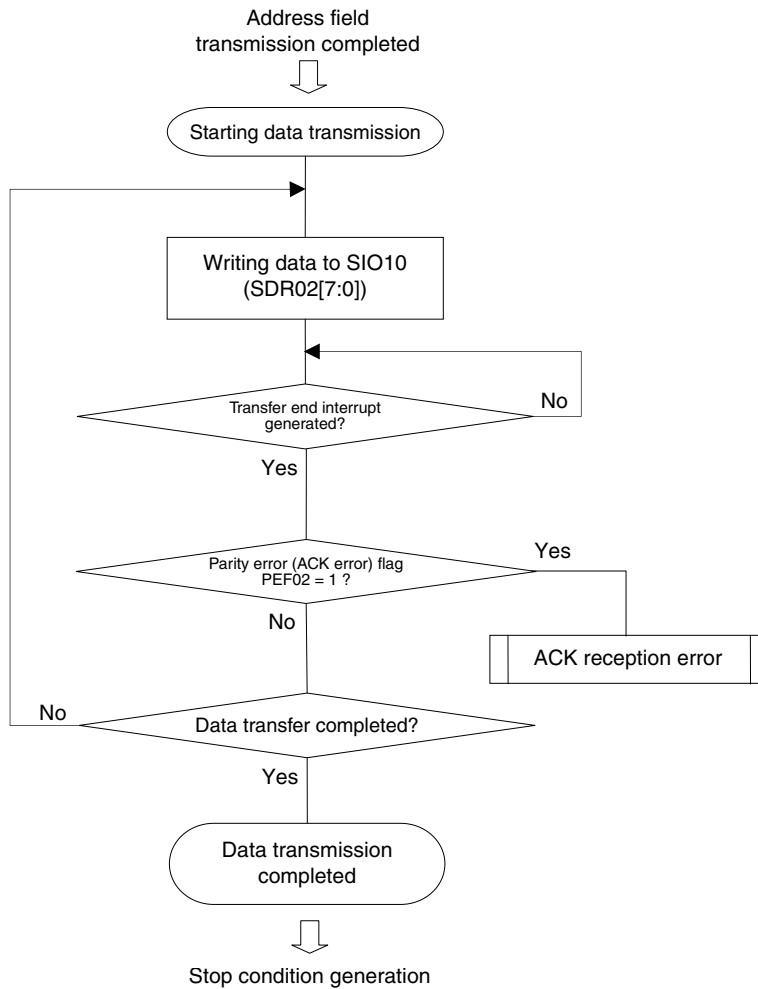 Address field
transmission completed
Starting data transmission
Writing data to SIO10
(SDR02[7:0])
Transfer end interrupt
generated?
No
Yes
Parity error (ACK error) flag
PEF02 = 1 ?
Yes
No
ACK reception error
Data transfer completed?
No
Yes
Data transmission
completed
Stop condition generation